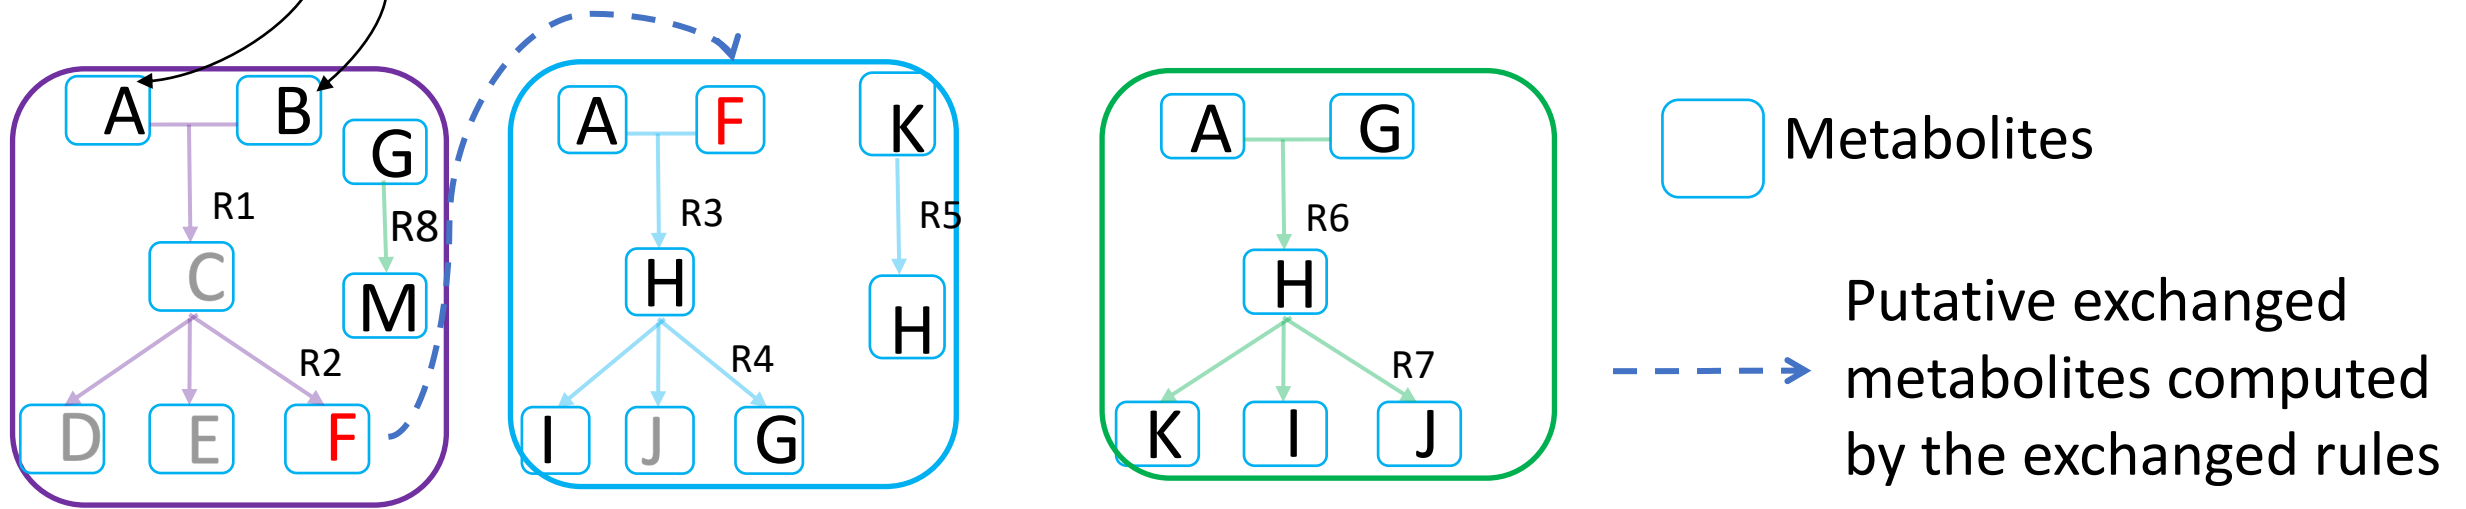 A B
G
R1
R8
C
M
R2
D E F
A F K
R3
R5
H
H
R4
I J G
A G
R6
H
R7
K I J
Metabolites
Putative exchanged
metabolites computed
by the exchanged rules